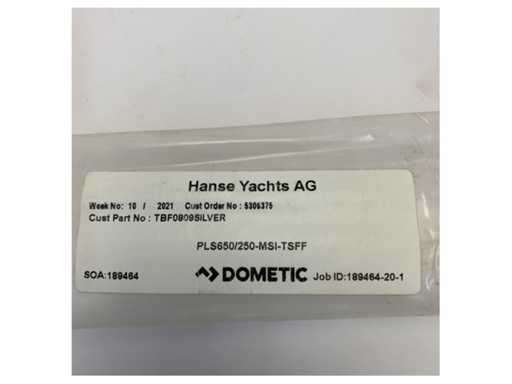 Hanse Yachts AG
Week No: 10 / 2021 Cust Order No : 5306375
Cust Part No : TBF0809SILVER
PLS650/250-MSI-TSFF
SOA:189464 DOMETIC Job ID:189464-20-1